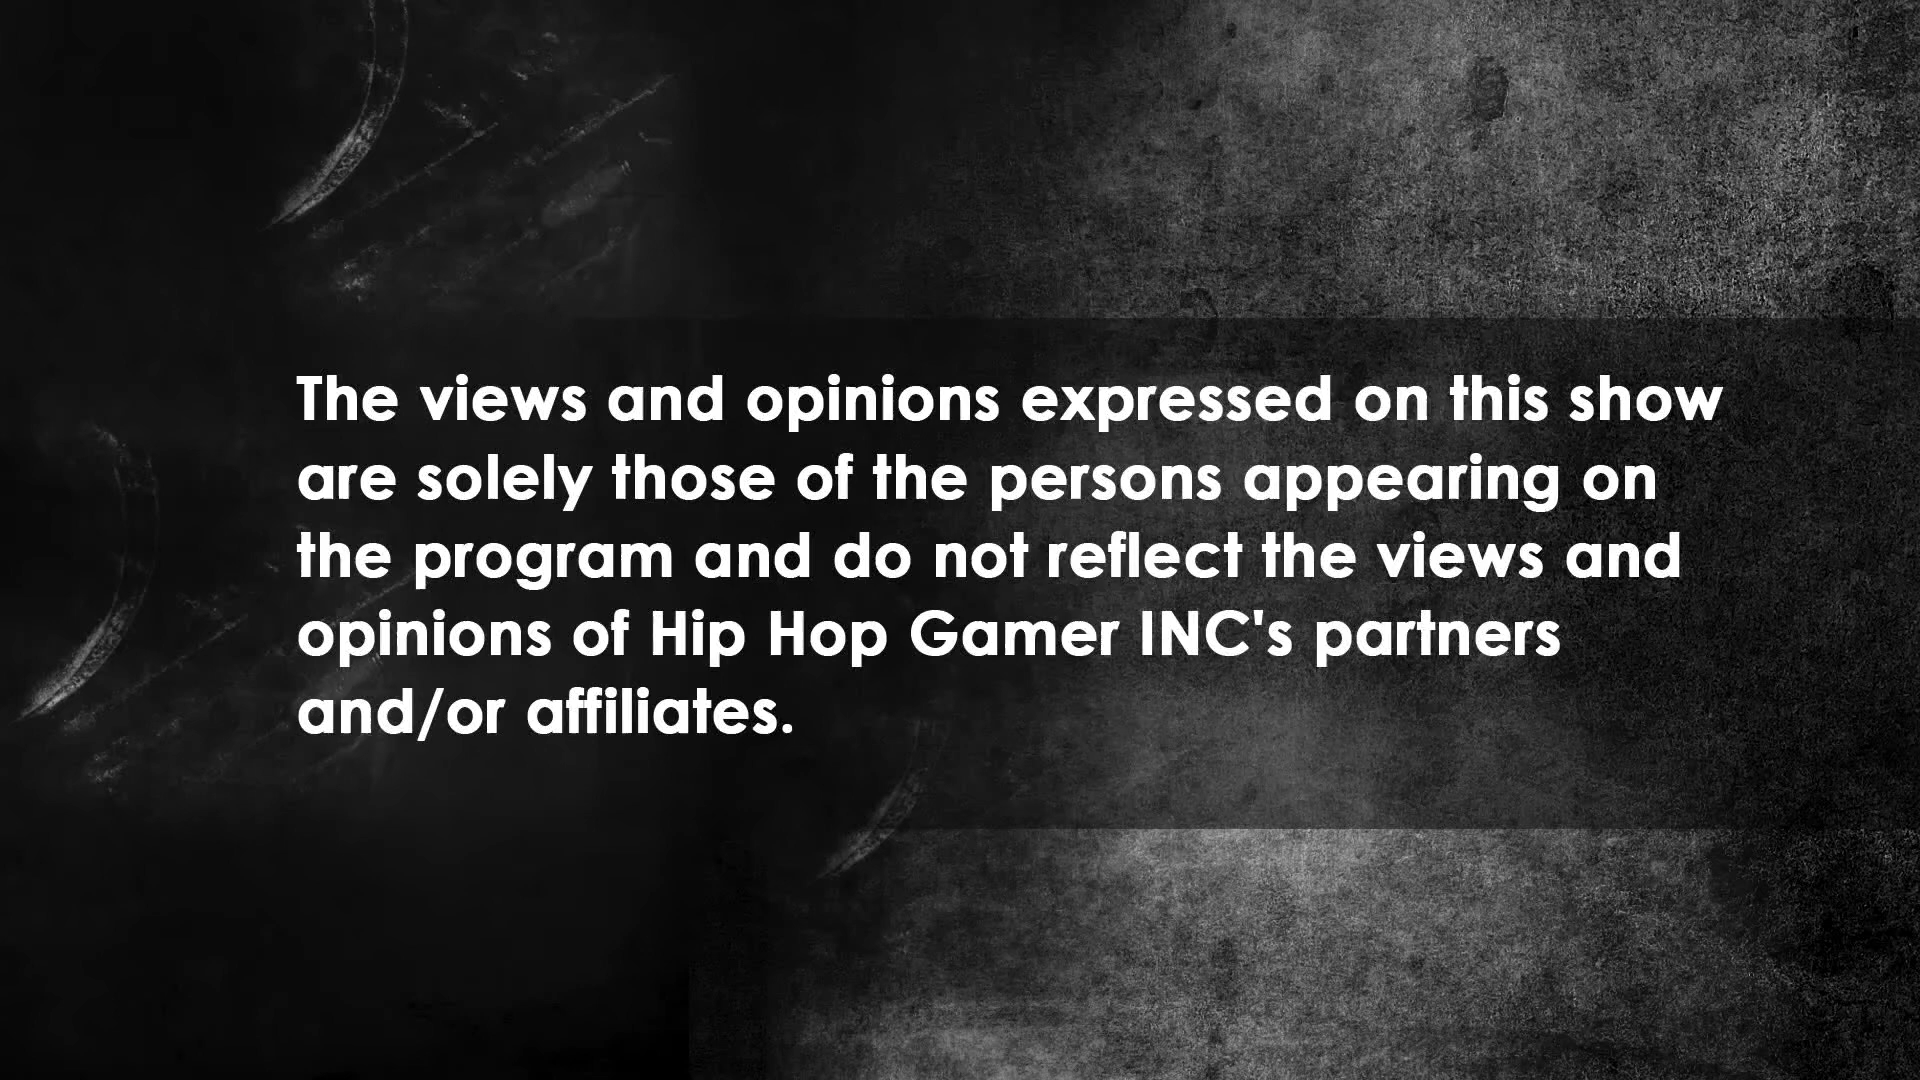 The views and opinions expressed on this show
are solely those of the persons appearing on
the program and do not reflect the views and
opinions of Hip Hop Gamer INC's partners
and/or affiliates.